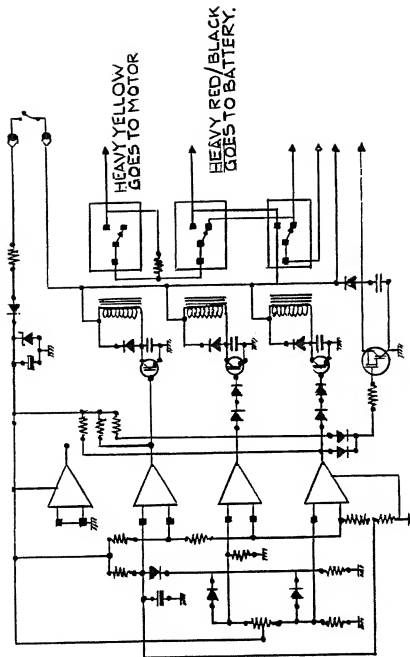 HEAVY YELLOW
GOES TO MOTOR
HEAVY RED/BLACK
GOES TO BATTERY.